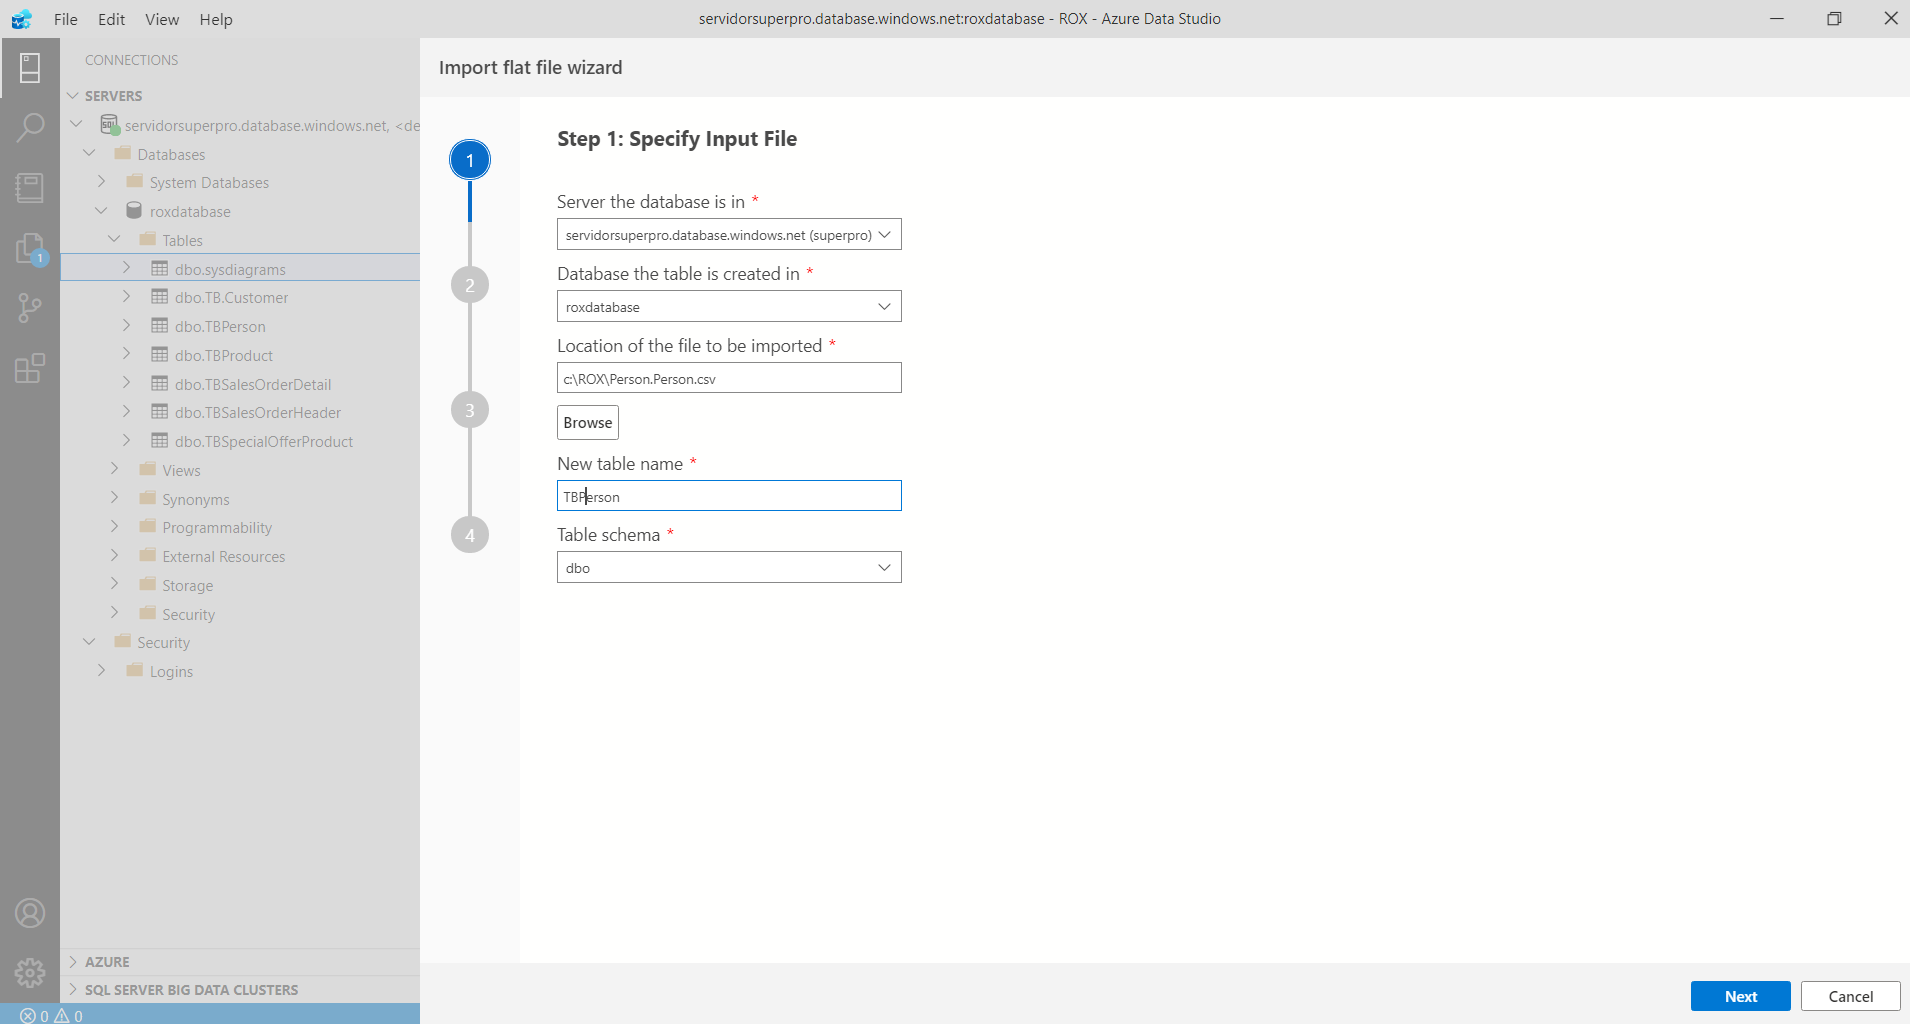 File Edit View Help
servidorsuperpro.database.windows.net:roxdatabase - ROX - Azure Data Studio
CONNECTIONS
SERVERS
SQL servidorsuperpro.database.windows.net, <de
Databases
System Databases
roxdatabase
Tables
dbo.sysdiagrams
dbo.TB.Customer
dbo.TBPerson
dbo.TBProduct
dbo.TBSalesOrderDetail
dbo.TBSalesOrderHeader
dbo.TBSpecialOfferProduct
Views
Synonyms
Programmability
External Resources
Storage
Security
Security
Logins
AZURE
SQL SERVER BIG DATA CLUSTERS
0 0
1
Import flat file wizard
1
2
3
4
Step 1: Specify Input File
Server the database is in *
servidorsuperpro.database.windows.net (superpro)
Database the table is created in *
roxdatabase
Location of the file to be imported *
c:\ROX\Person.Person.csv
Browse
New table name *
TBPerson
Table schema *
dbo
Next Cancel